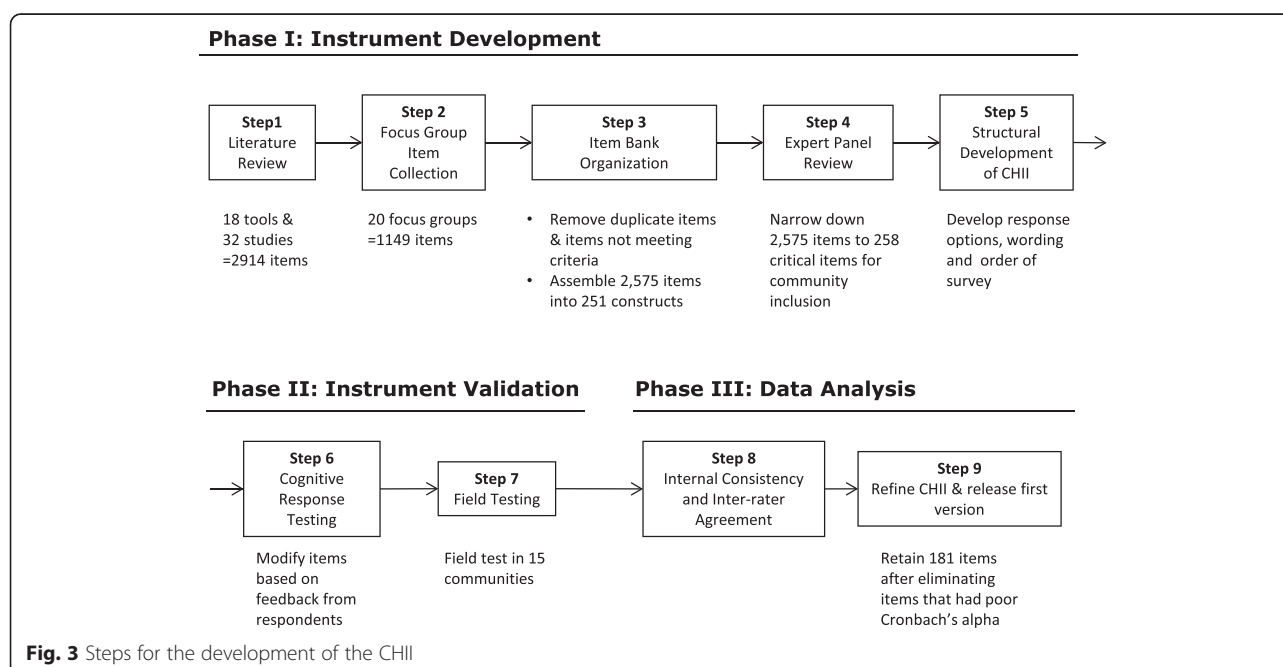 Phase I: Instrument Development
Step1
Literature
Review
Step 2
Focus Group
Item
Collection
Step 3
Item Bank
Organization
Step 4
Expert Panel
Review
Step 5
Structural
Development
of CHII
18 tools &
32 studies
=2914 items
20 focus groups
=1149 items
• Remove duplicate items
& items not meeting
criteria
• Assemble 2,575 items
into 251 constructs
Narrow down
2,575 items to 258
critical items for
community
inclusion
Develop response
options, wording
and order of
survey
Phase II: Instrument Validation
Phase III: Data Analysis
Step 6
Cognitive
Response
Testing
Step 7
Field Testing
Step 8
Internal Consistency
and Inter-rater
Agreement
Step 9
Refine CHII & release first
version
Modify items
based on
feedback from
respondents
Field test in 15
communities
Retain 181 items
after eliminating
items that had poor
Cronbach's alpha
Fig. 3 Steps for the development of the CHII